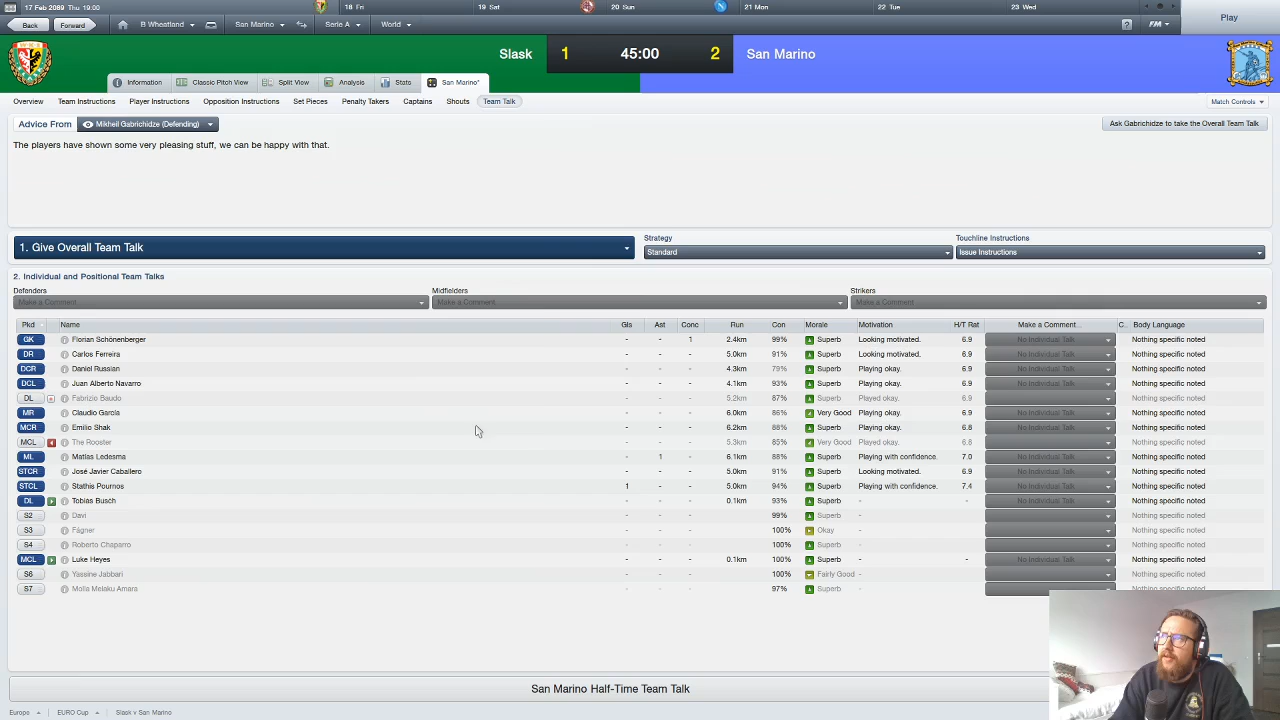 17 Feb 2089 Thu 19:00 18 Fri 19 Sat 20 Sun 21 Mon 22 Tue 23 Wed
Back Forward B Wheatland San Marino Serie A World ? FM Play
Slask 1 45:00 2 San Marino
Information Classic Pitch View Split View Analysis Stats San Marino*
Overview Team Instructions Player Instructions Opposition Instructions Set Pieces Penalty Takers Captains Shouts Team Talk Match Controls
Advice From Mikheil Gabrichidze (Defending) Ask Gabrichidze to take the Overall Team Talk
The players have shown some very pleasing stuff, we can be happy with that.
Strategy Touchline Instructions
1. Give Overall Team Talk Standard Issue Instructions
2. Individual and Positional Team Talks
Defenders Midfielders Strikers
Make a Comment Make a Comment Make a Comment
Pkd Name Gls Ast Conc Run Con Morale Motivation H/T Rat Make a Comment... C... Body Language
GK Florian Schönenberger - - 1 2.4km 99% Superb Looking motivated. 6.9 No Individual Talk Nothing specific noted
DR Carlos Ferreira - - - 5.0km 91% Superb Looking motivated. 6.9 No Individual Talk Nothing specific noted
DCR Daniel Russian - - - 4.3km 79% Superb Playing okay. 6.9 No Individual Talk Nothing specific noted
DCL Juan Alberto Navarro - - - 4.1km 93% Superb Playing okay. 6.9 No Individual Talk Nothing specific noted
DL Fabrizio Baudo - - - 5.2km 87% Superb Played okay. 6.8 No Individual Talk Nothing specific noted
MR Claudio Garcia - - - 6.0km 86% Very Good Playing okay. 6.9 No Individual Talk Nothing specific noted
MCR Emilio Shak - - - 6.2km 88% Superb Playing okay. 6.8 No Individual Talk Nothing specific noted
MCL The Rooster - - - 5.3km 85% Very Good Played okay. 6.8 No Individual Talk Nothing specific noted
ML Matías Ledesma - 1 - 6.1km 88% Superb Playing with confidence. 7.0 No Individual Talk Nothing specific noted
STCR José Javier Caballero - - - 5.0km 91% Superb Looking motivated. 6.9 No Individual Talk Nothing specific noted
STCL Stathis Pournos 1 - - 5.0km 94% Superb Playing with confidence. 7.4 No Individual Talk Nothing specific noted
DL Tobias Busch - - - 0.1km 93% Superb - - No Individual Talk Nothing specific noted
S2 Davi - - - 99% Superb - Nothing specific noted
S3 Fágner - - - 100% Okay - Nothing specific noted
S4 Roberto Chaparro - - - 100% Superb - Nothing specific noted
MCL Luke Heyes - - - 0.1km 100% Superb - - No Individual Talk Nothing specific noted
S6 Yassine Jabbari - - - 100% Fairly Good - Nothing specific noted
S7 Molla Melaku Amara - - - 97% Superb - Nothing specific noted
San Marino Half-Time Team Talk
Europe EURO Cup Slask v San Marino